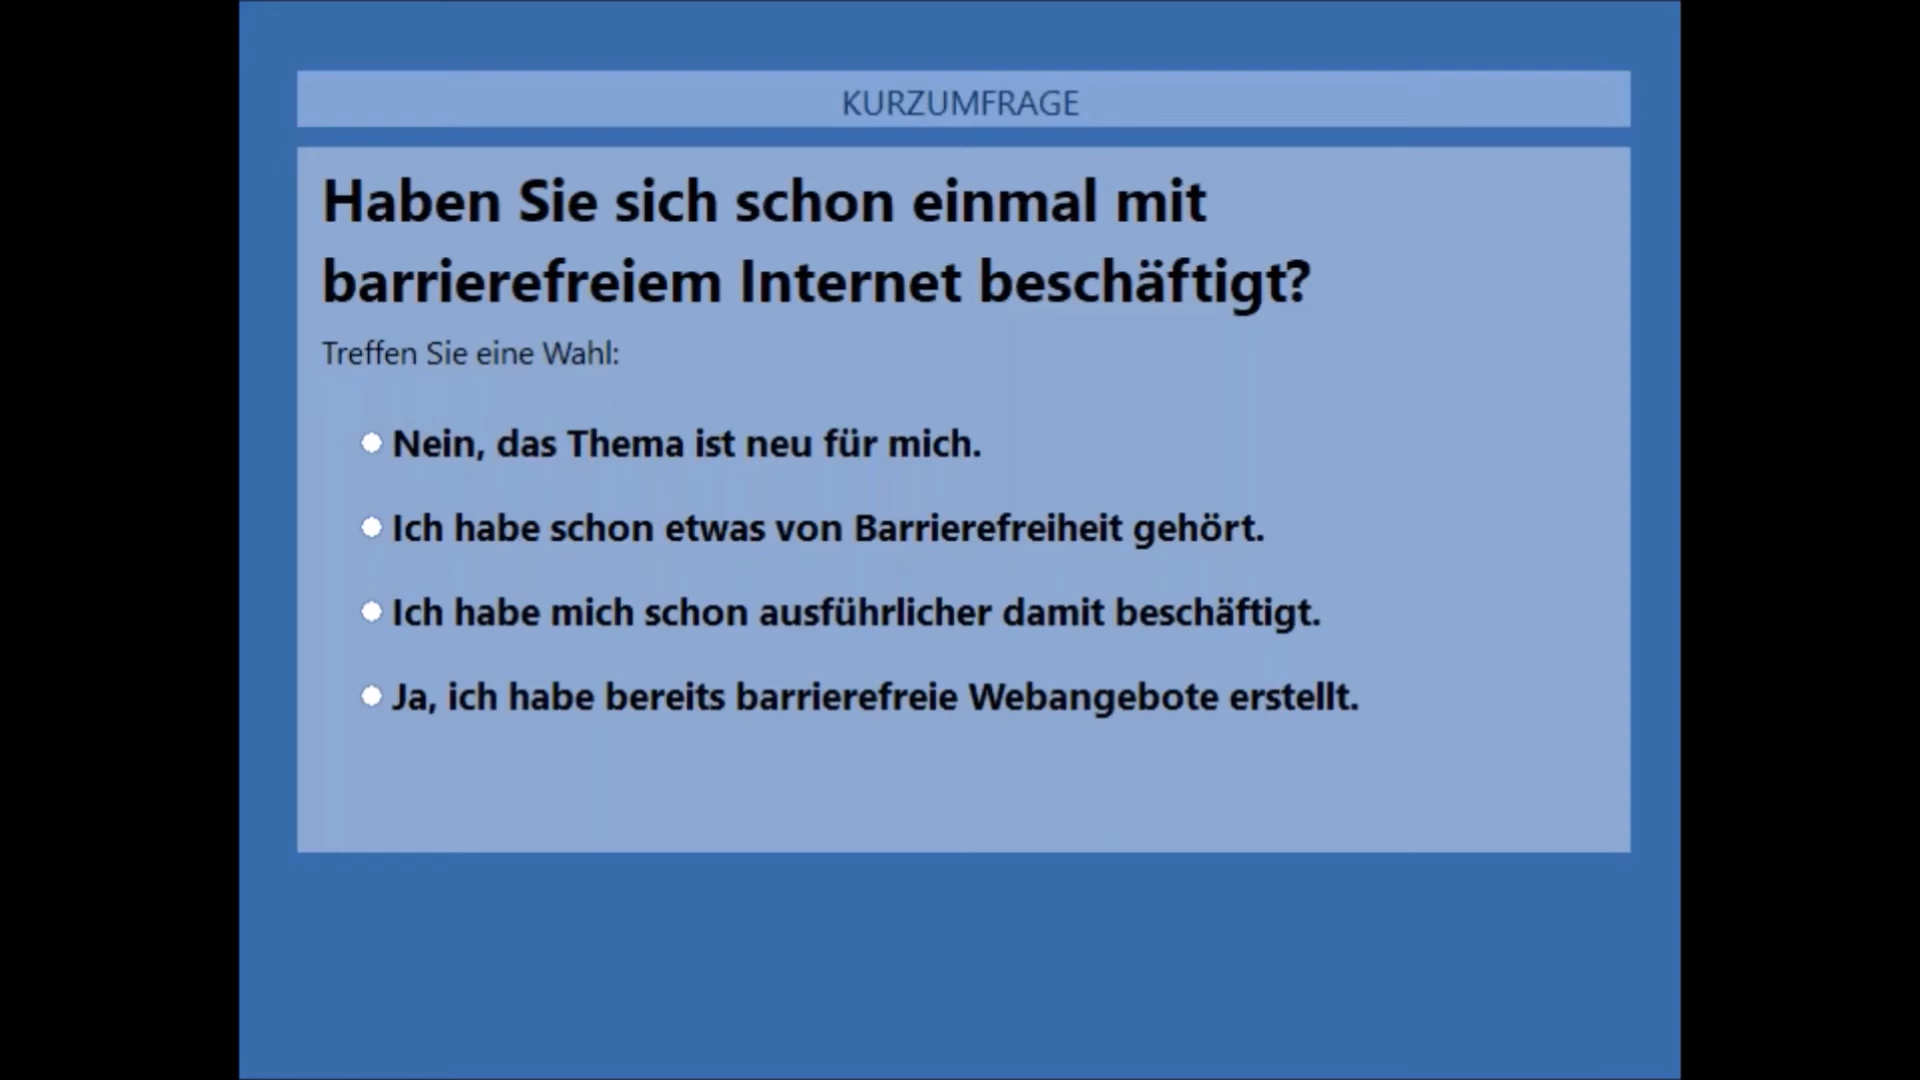 KURZUMFRAGE
Haben Sie sich schon einmal mit
barrierefreiem Internet beschäftigt?
Treffen Sie eine Wahl:
Nein, das Thema ist neu für mich.
Ich habe schon etwas von Barrierefreiheit gehört.
Ich habe mich schon ausführlicher damit beschäftigt.
Ja, ich habe bereits barrierefreie Webangebote erstellt.